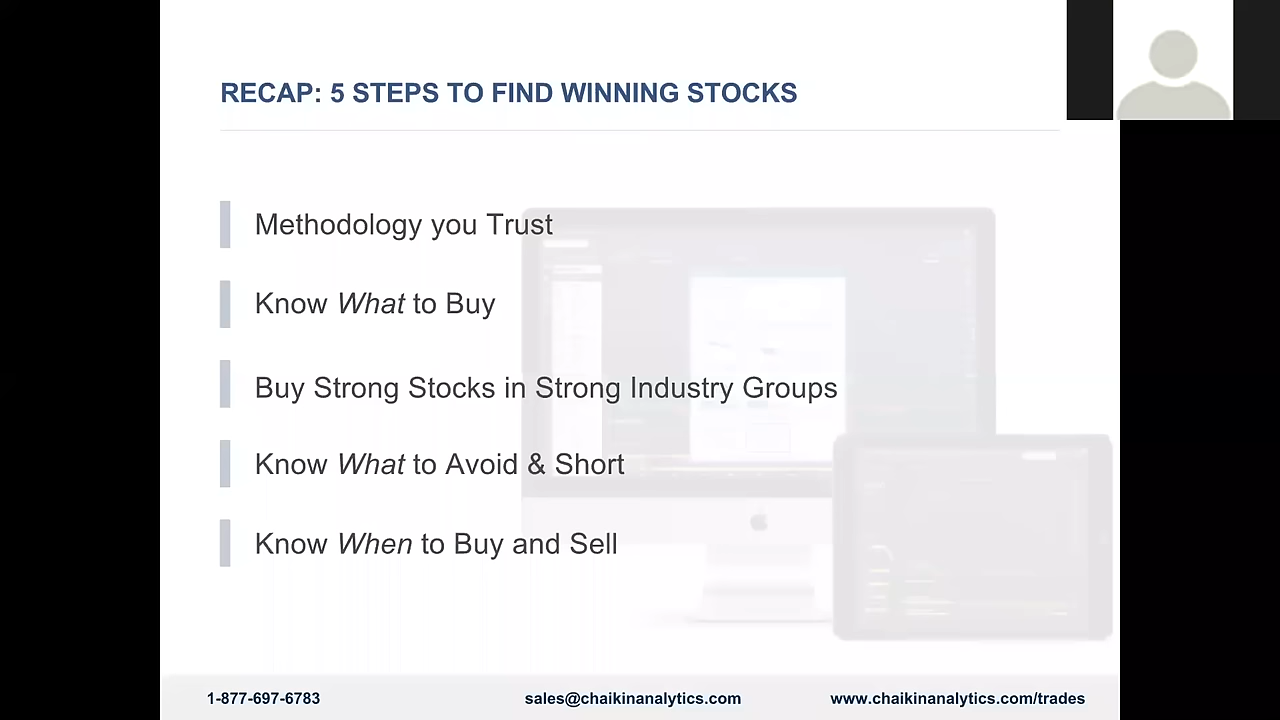 RECAP: 5 STEPS TO FIND WINNING STOCKS
Methodology you Trust
Know What to Buy
Buy Strong Stocks in Strong Industry Groups
Know What to Avoid & Short
Know When to Buy and Sell
1-877-697-6783 sales@chaikinanalytics.com www.chaikinanalytics.com/trades